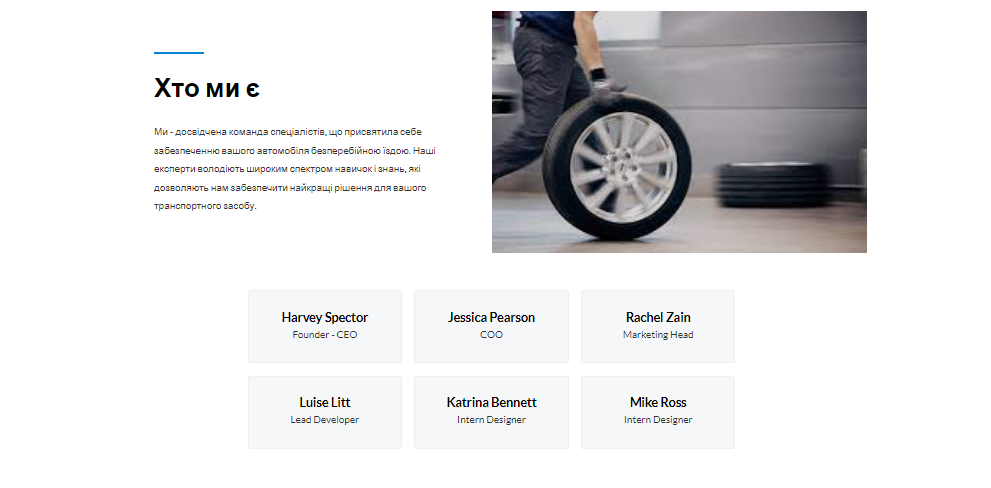 Хто ми є
Ми - досвідчена команда спеціалістів, що присвятила себе
забезпеченню вашого автомобіля безперебійною їздою. Наші
експерти володіють широким спектром навичок і знань, які
дозволяють нам забезпечити найкращі рішення для вашого
транспортного засобу.
Harvey Spector
Founder - CEO
Jessica Pearson
COO
Rachel Zain
Marketing Head
Luise Litt
Lead Developer
Katrina Bennett
Intern Designer
Mike Ross
Intern Designer